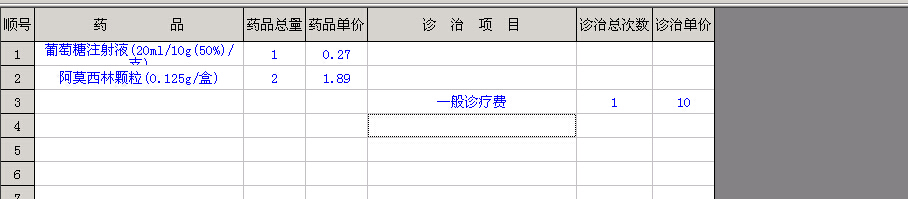 顺号 药 品 药品总量 药品单价 诊 治 项 目 诊治总次数 诊治单价
1 葡萄糖注射液(20ml/10g(50%)/支) 1 0.27
2 阿莫西林颗粒(0.125g/盒) 2 1.89
3 一般诊疗费 1 10
4
5
6
7